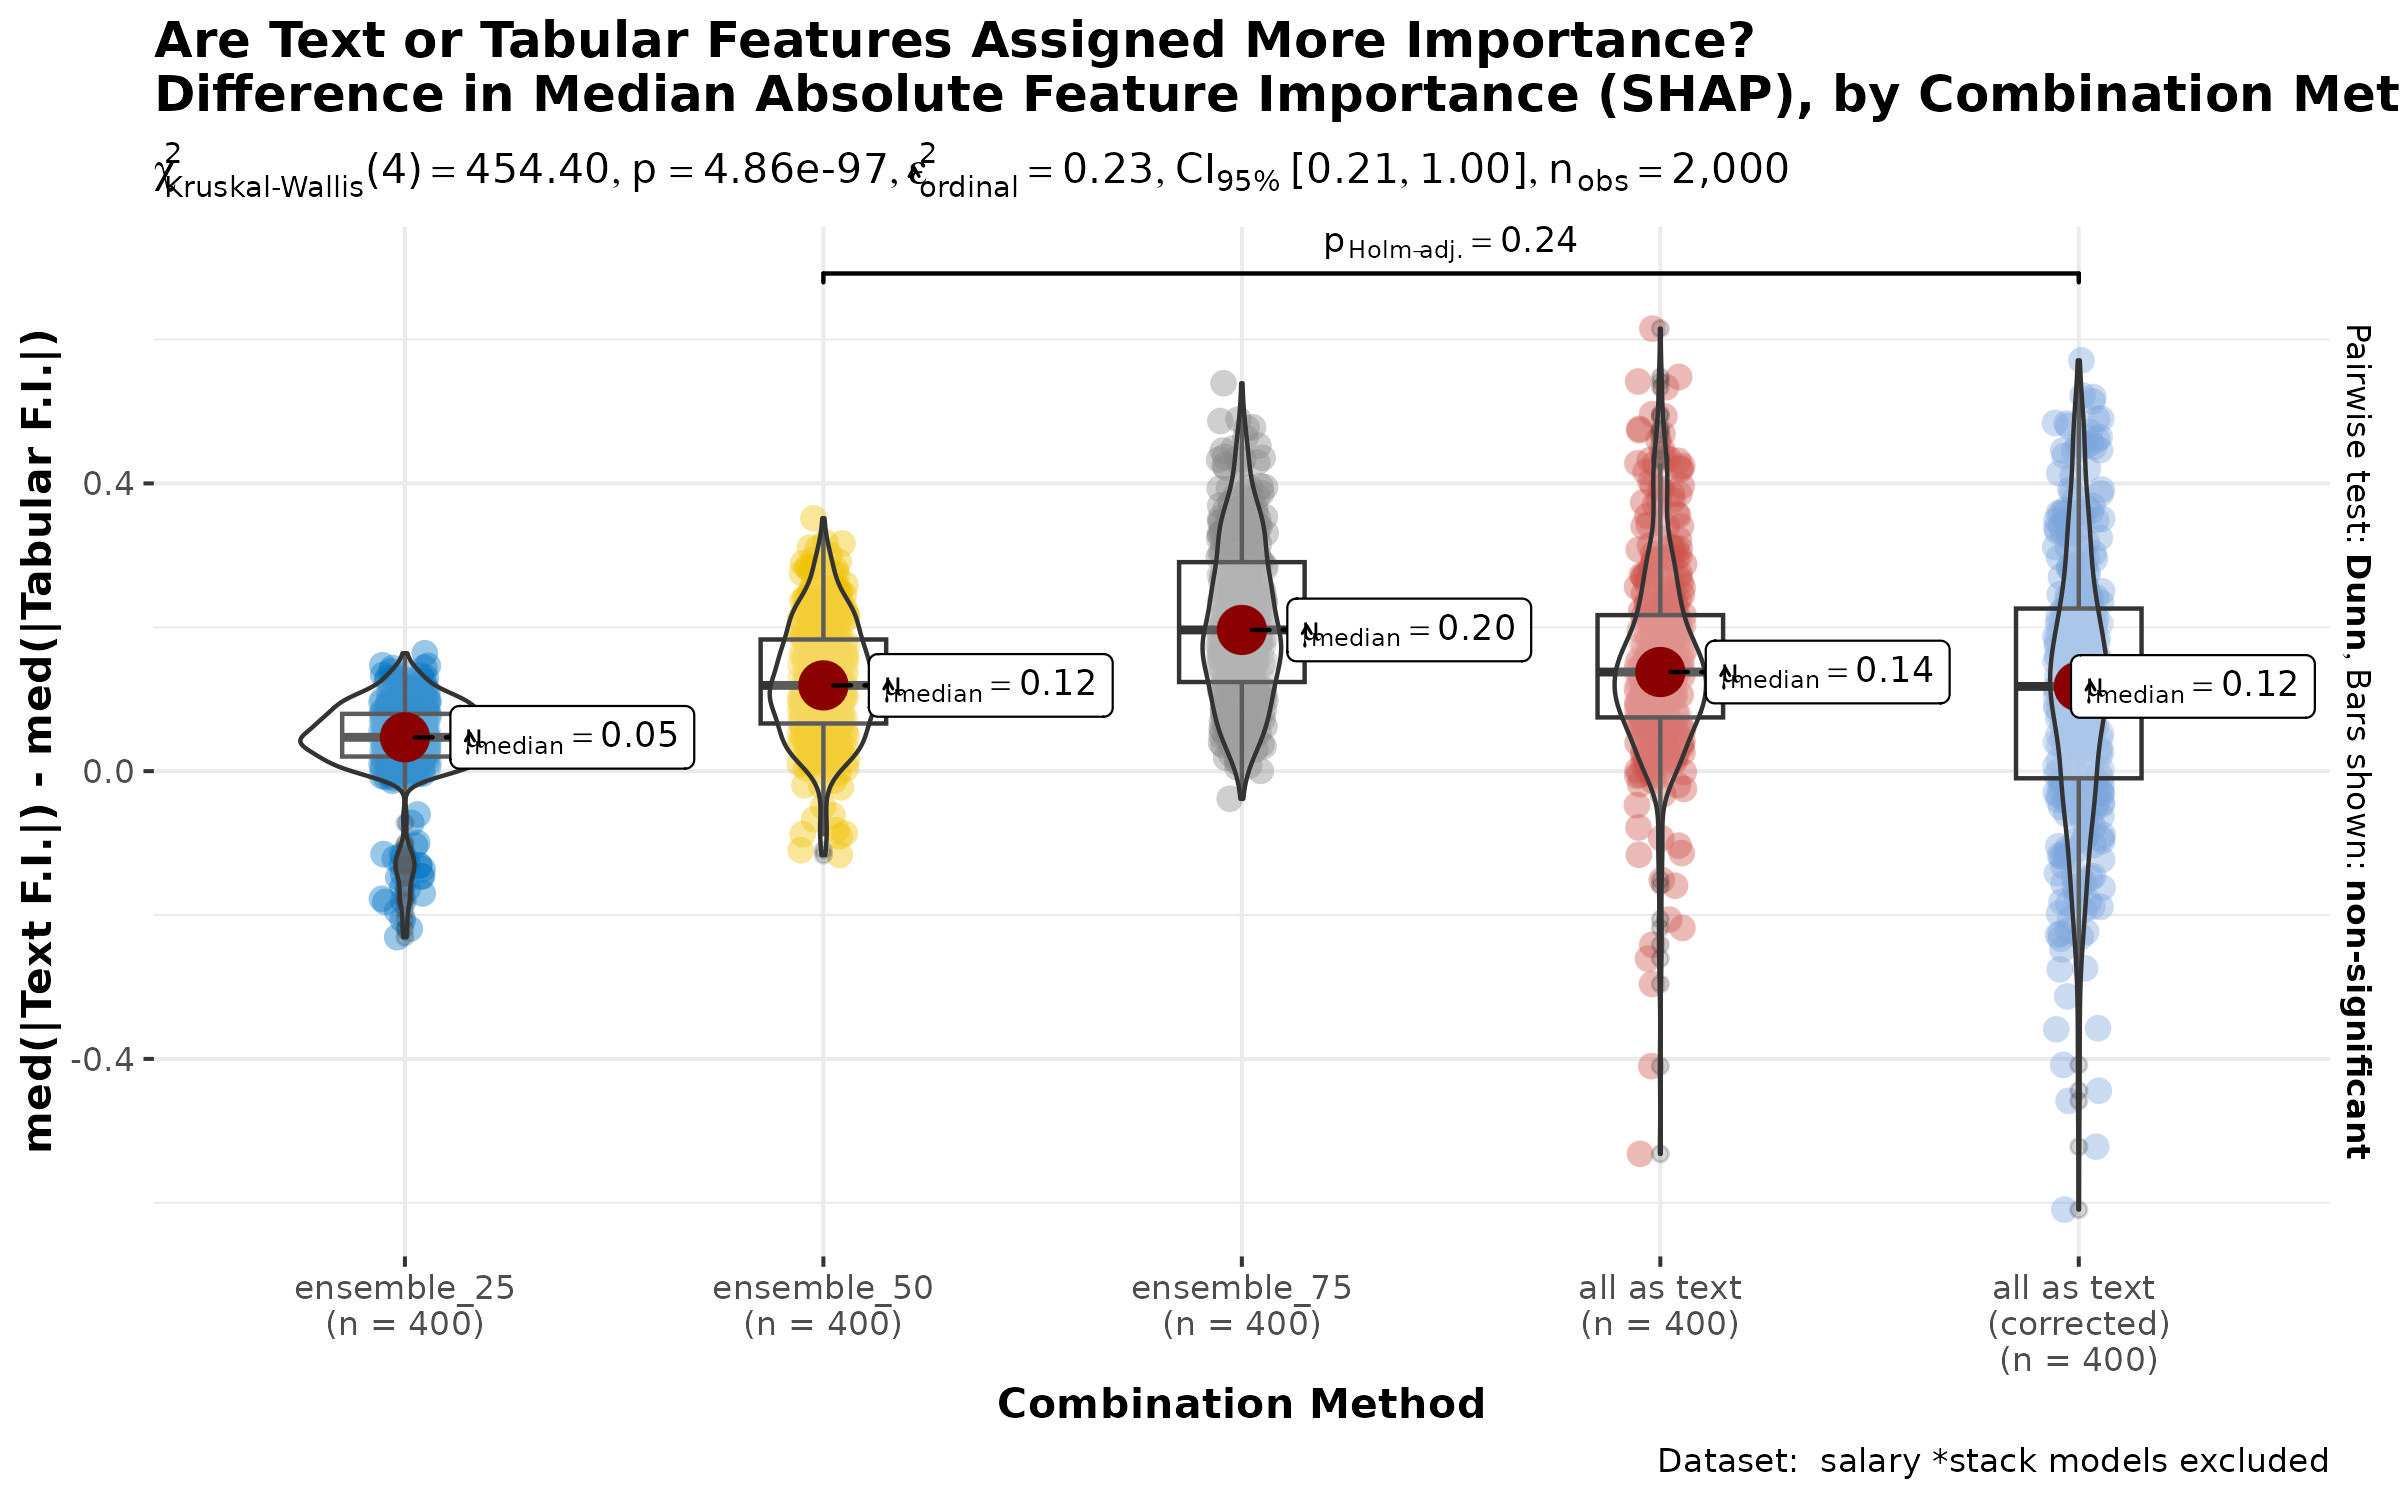 Are Text or Tabular Features Assigned More Importance?
Difference in Median Absolute Feature Importance (SHAP), by Combination Met
χ²Kruskal-Wallis(4) = 454.40, p = 4.86e-97, ε̂²ordinal = 0.23, CI95% [0.21, 1.00], nobs = 2,000
pHolm-adj. = 0.24
med(|Text F.I.|) - med(|Tabular F.I.|)
0.4
0.0
-0.4
μ̂median = 0.05
μ̂median = 0.12
μ̂median = 0.20
μ̂median = 0.14
μ̂median = 0.12
Pairwise test: Dunn, Bars shown: non-significant
ensemble_25
(n = 400)
ensemble_50
(n = 400)
ensemble_75
(n = 400)
all as text
(n = 400)
all as text
(corrected)
(n = 400)
Combination Method
Dataset:  salary *stack models excluded